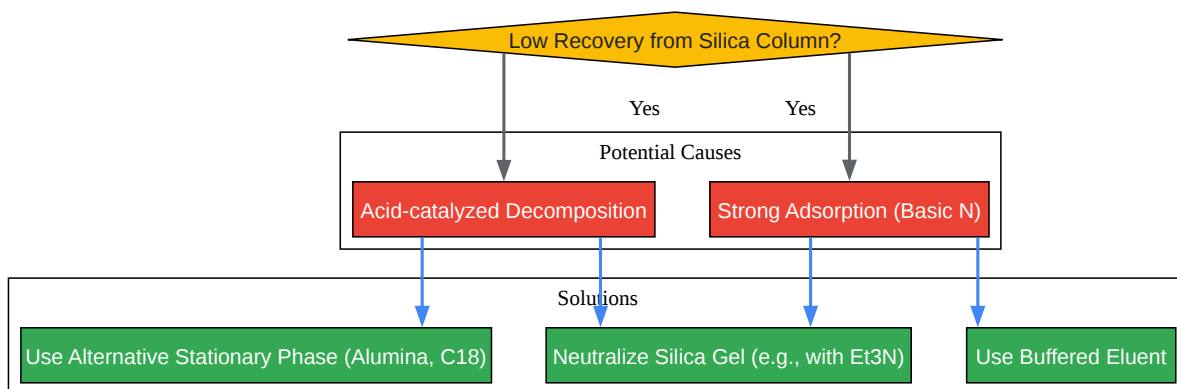 Low Recovery from Silica Column?
Yes
Yes
Potential Causes
Acid-catalyzed Decomposition
Strong Adsorption (Basic N)
Solutions
Use Alternative Stationary Phase (Alumina, C18)
Neutralize Silica Gel (e.g., with Et3N)
Use Buffered Eluent